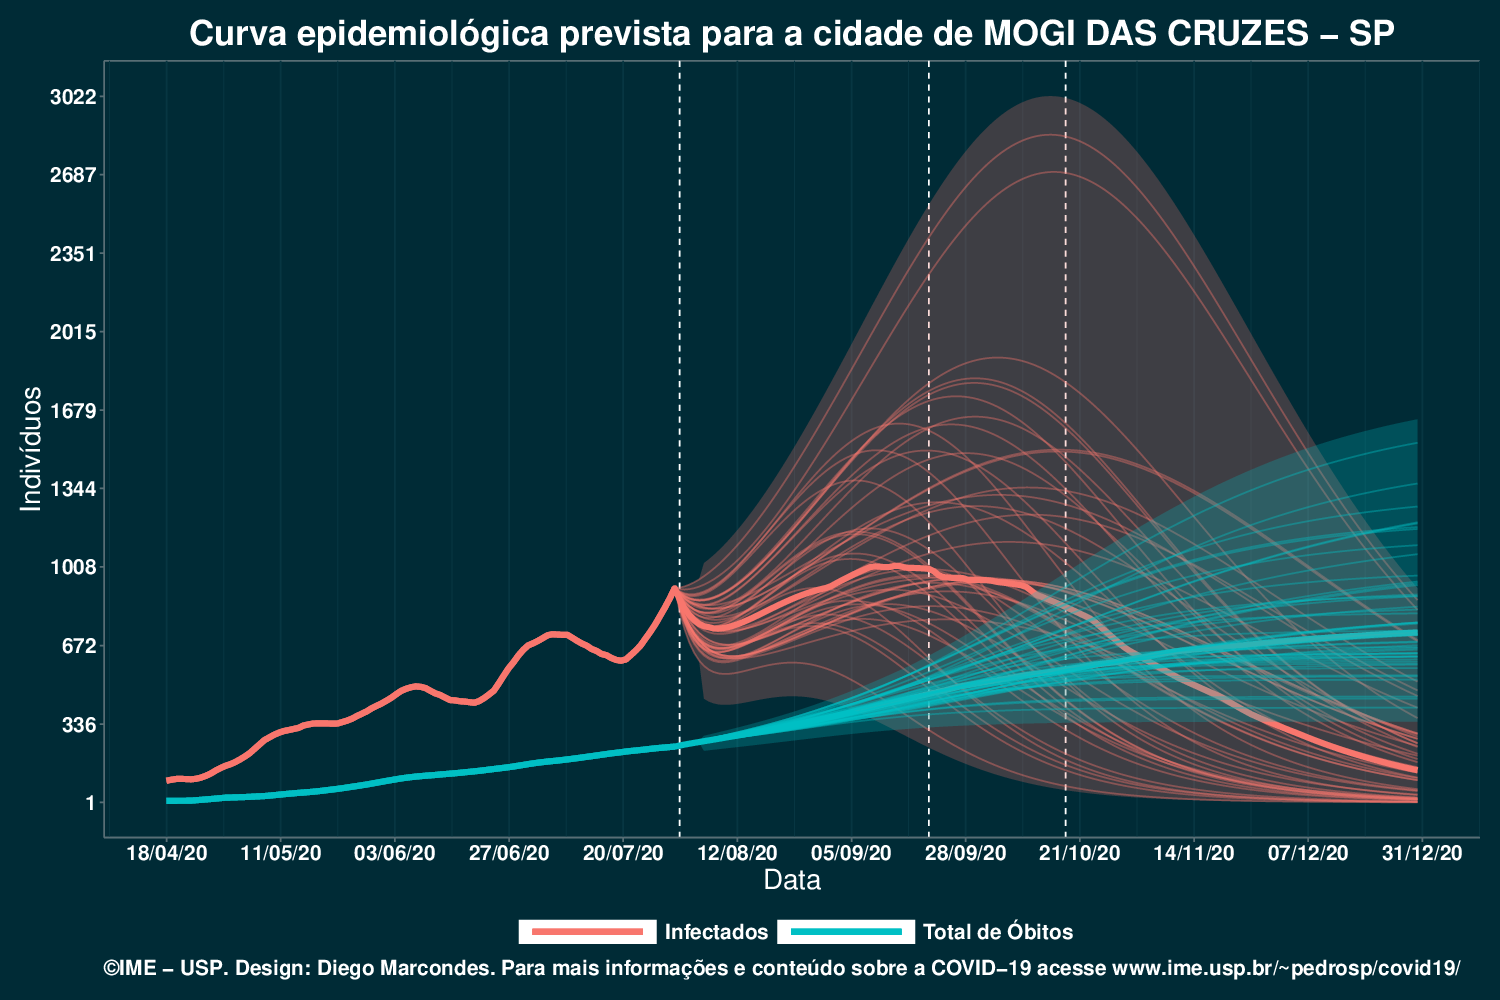 Curva epidemiológica prevista para a cidade de MOGI DAS CRUZES – SP
Indivíduos
3022
2687
2351
2015
1679
1344
1008
672
336
1
18/04/20 11/05/20 03/06/20 27/06/20 20/07/20 12/08/20 05/09/20 28/09/20 21/10/20 14/11/20 07/12/20 31/12/20
Data
Infectados Total de Óbitos
©IME – USP. Design: Diego Marcondes. Para mais informações e conteúdo sobre a COVID–19 acesse www.ime.usp.br/~pedrosp/covid19/